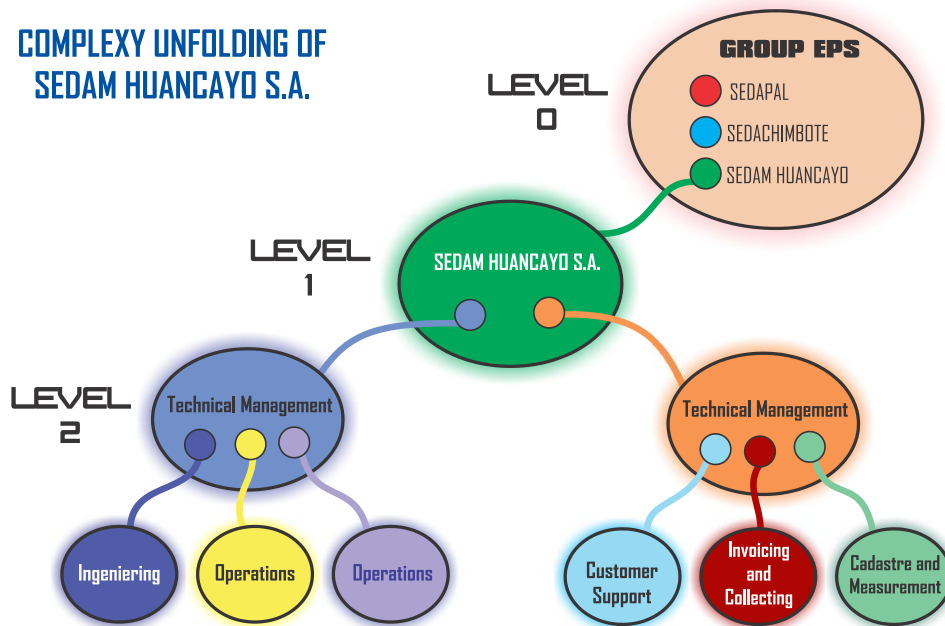 COMPLEXY UNFOLDING OF
SEDAM HUANCAYO S.A.
GROUP EPS
LEVEL
0
SEDAPAL
SEDACHIMBOTE
SEDAM HUANCAYO
LEVEL
1
SEDAM HUANCAYO S.A.
LEVEL
2
Technical Management
Technical Management
Ingeniering
Operations
Operations
Customer
Support
Invoicing
and
Collecting
Cadastre and
Measurement